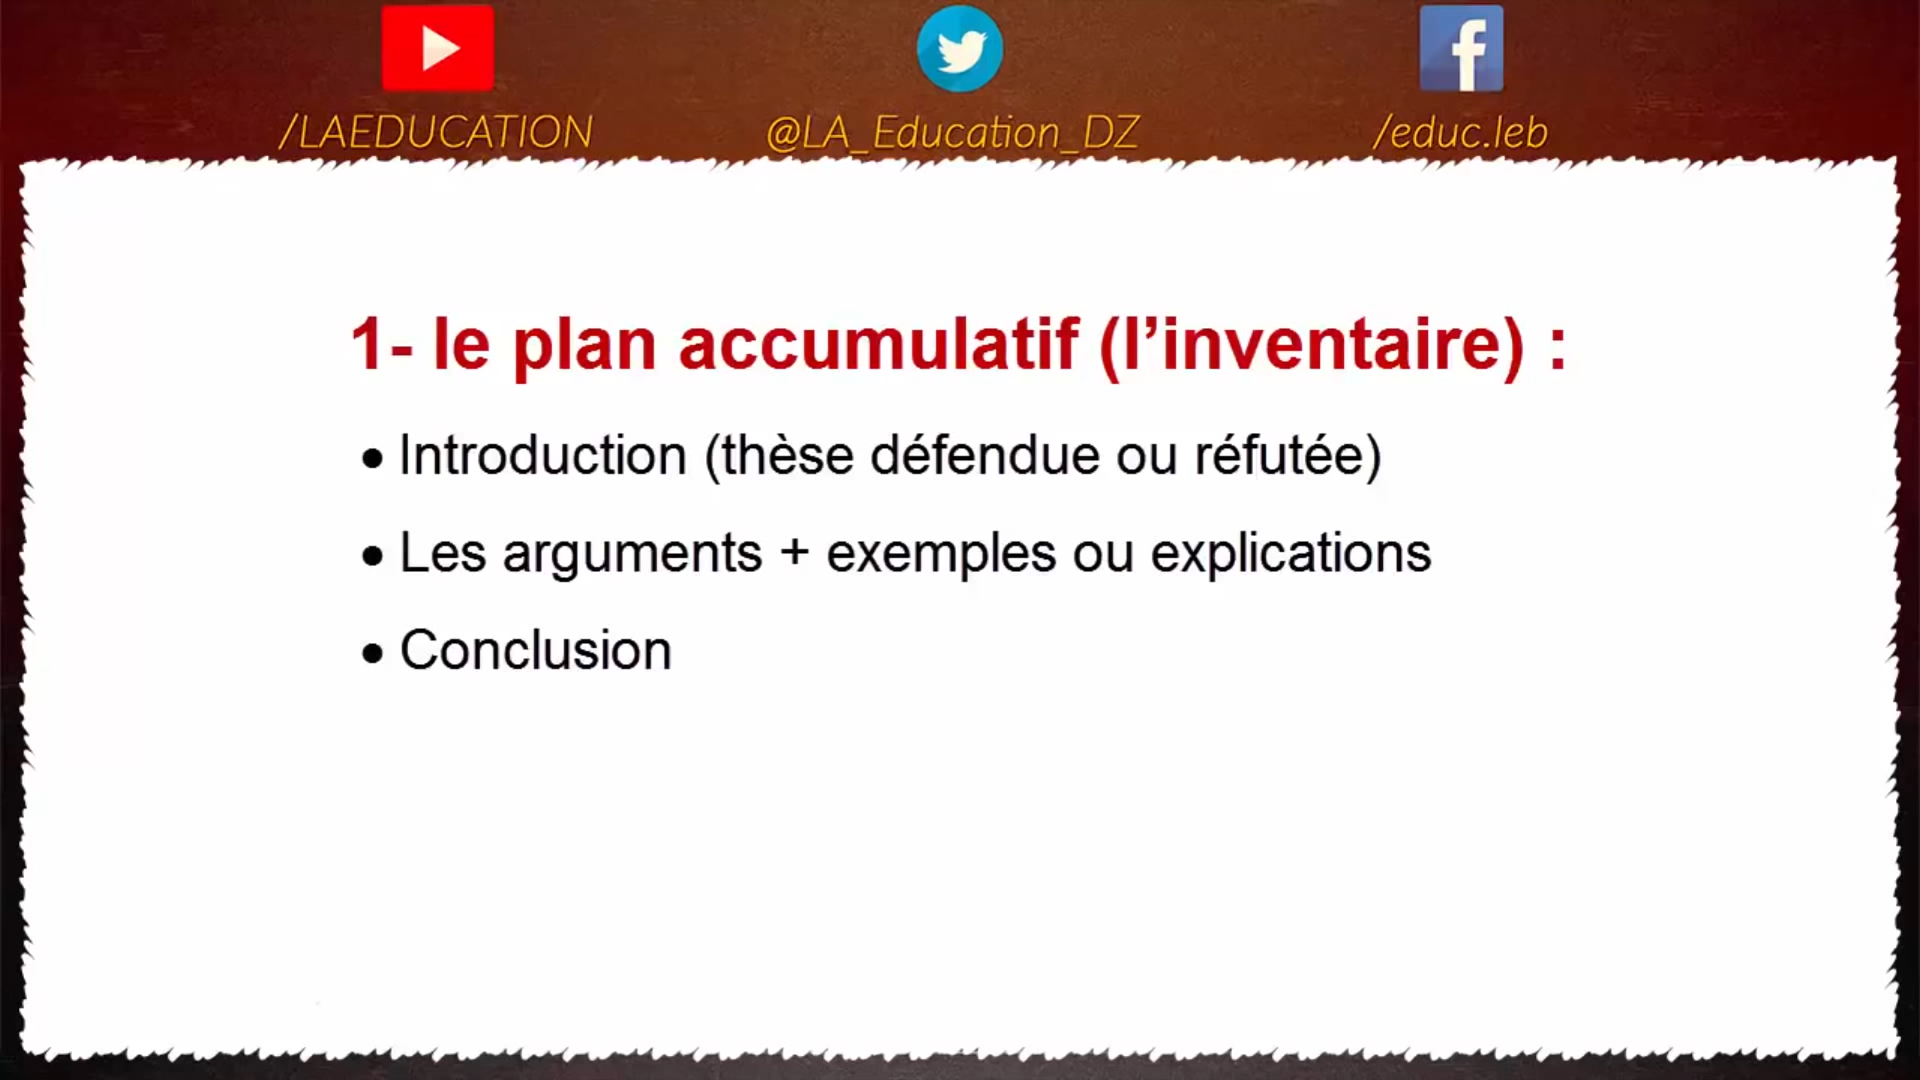 /LAEDUCATION
@LA_Education_DZ
/educ.leb
1- le plan accumulatif (l’inventaire) :
• Introduction (thèse défendue ou réfutée)
• Les arguments + exemples ou explications
• Conclusion